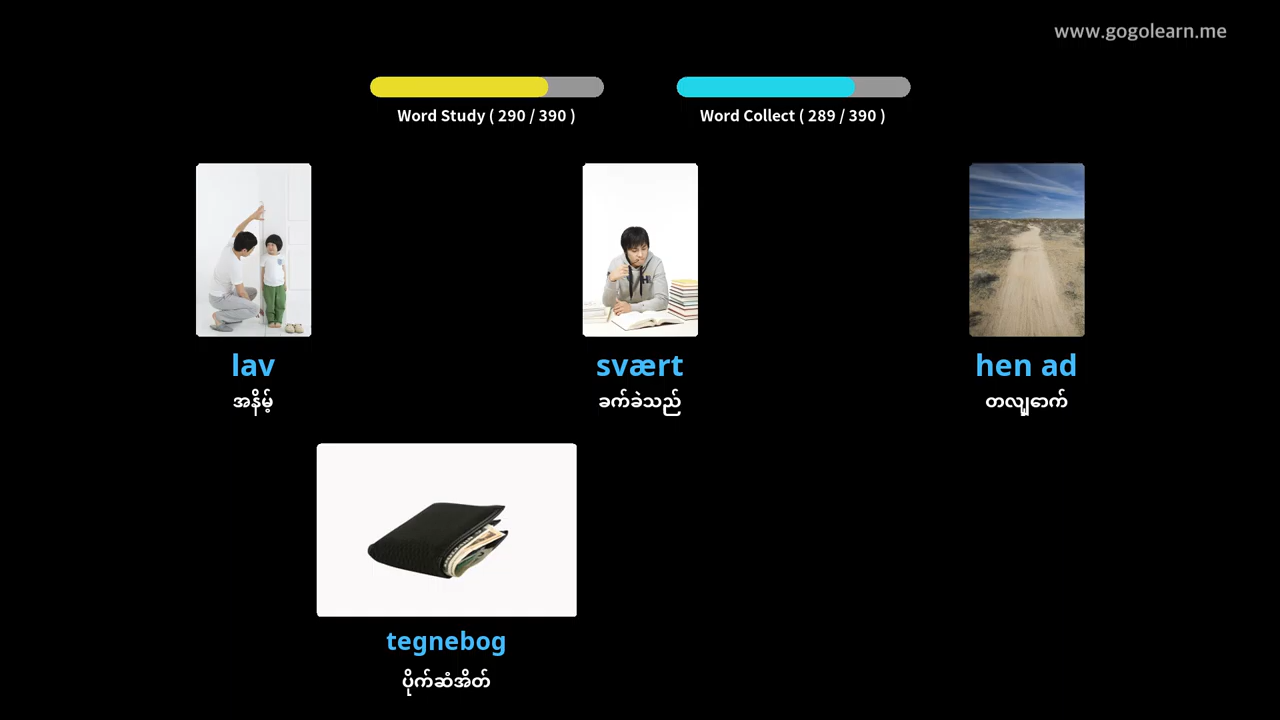 www.gogolearn.me
Word Study ( 290 / 390 )
Word Collect ( 289 / 390 )
lav
svært
hen ad
အနိမ့်
ခက်ခဲသည်
တလျှောက်
tegnebog
ပိုက်ဆံအိတ်